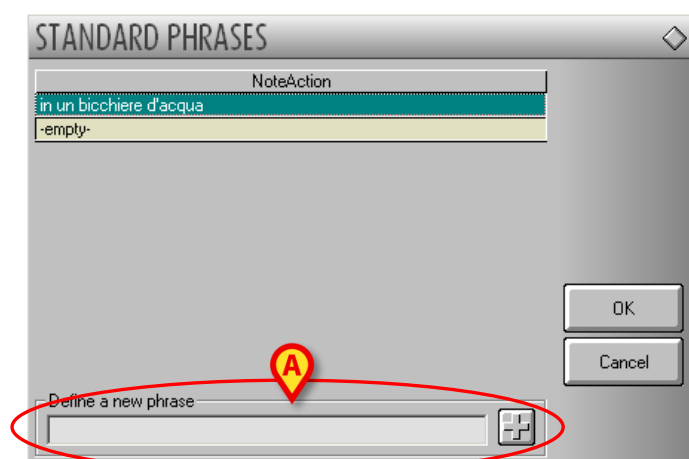 STANDARD PHRASES
NoteAction
in un bicchiere d'acqua
-empty-
OK
Cancel
A
Define a new phrase